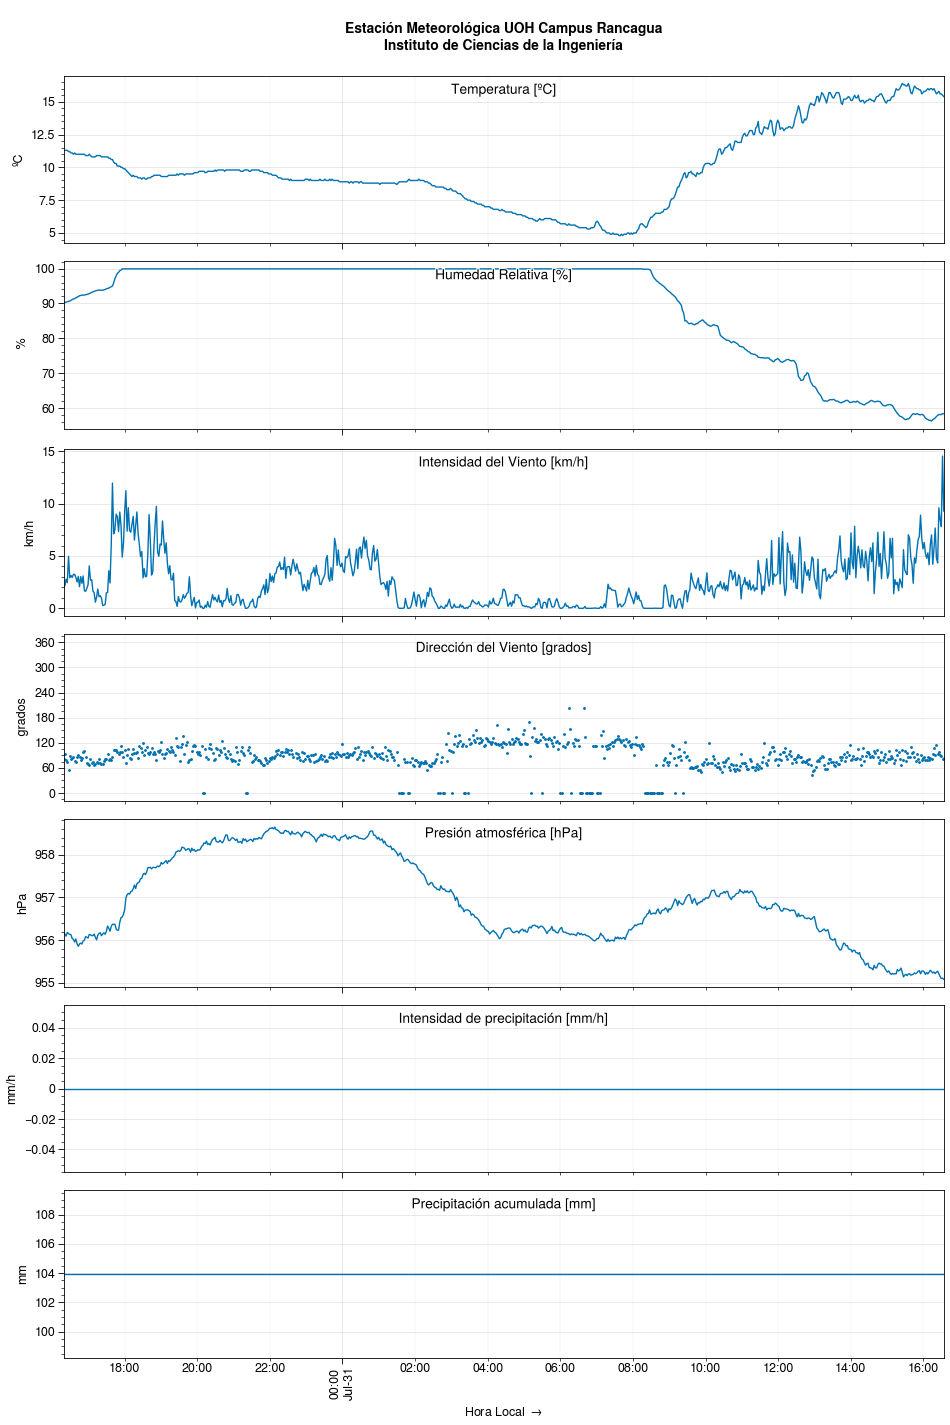 Estación Meteorológica UOH Campus Rancagua
Instituto de Ciencias de la Ingeniería
Temperatura [ºC]
ºC
15
12.5
10
7.5
5
Humedad Relativa [%]
%
100
90
80
70
60
Intensidad del Viento [km/h]
km/h
15
10
5
0
Dirección del Viento [grados]
grados
360
300
240
180
120
60
0
Presión atmosférica [hPa]
hPa
958
957
956
955
Intensidad de precipitación [mm/h]
mm/h
0.04
0.02
0
−0.02
−0.04
Precipitación acumulada [mm]
mm
108
106
104
102
100
18:00
20:00
22:00
00:00
Jul-31
02:00
04:00
06:00
08:00
10:00
12:00
14:00
16:00
Hora Local →